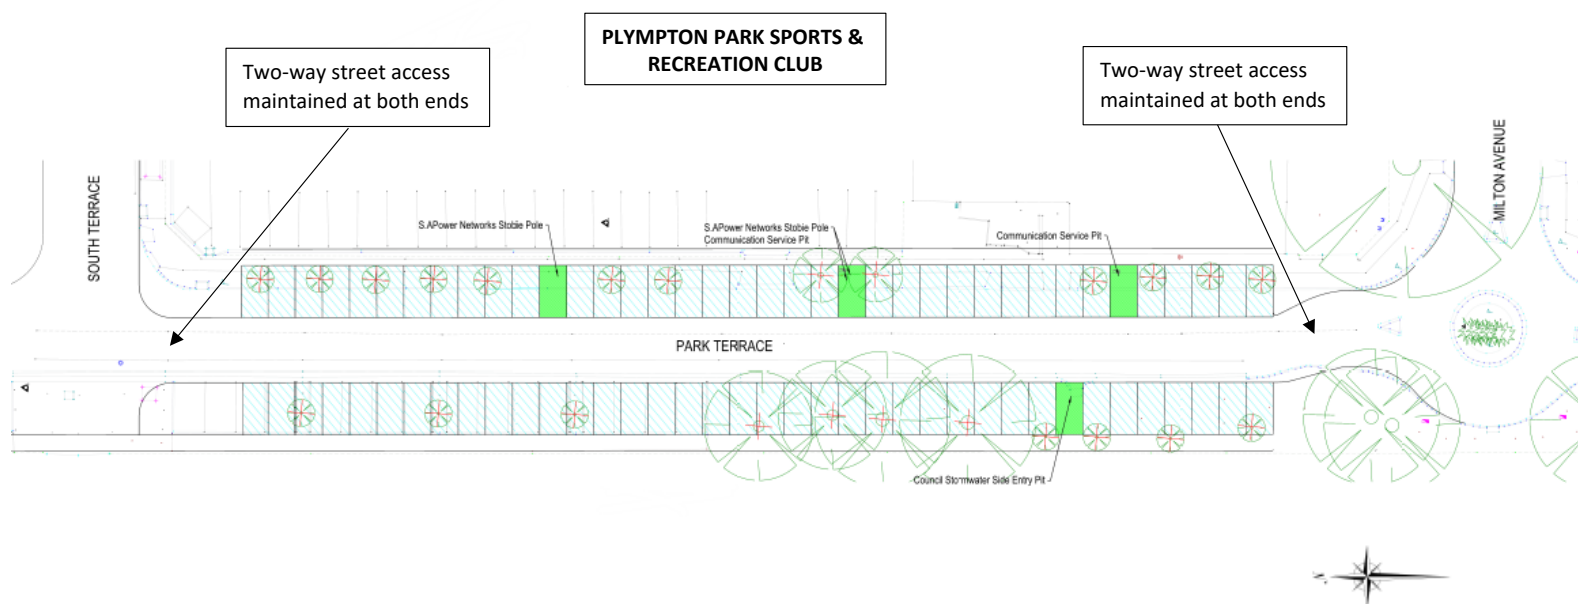 PLYMPTON PARK SPORTS &
RECREATION CLUB
Two-way street access
maintained at both ends
Two-way street access
maintained at both ends
SOUTH TERRACE
MILTON AVENUE
S.APower Networks Stobie Pole
S.APower Networks Stobie Pole
Communication Service Pit
Communication Service Pit
PARK TERRACE
Council Stormwater Side Entry Pit
N